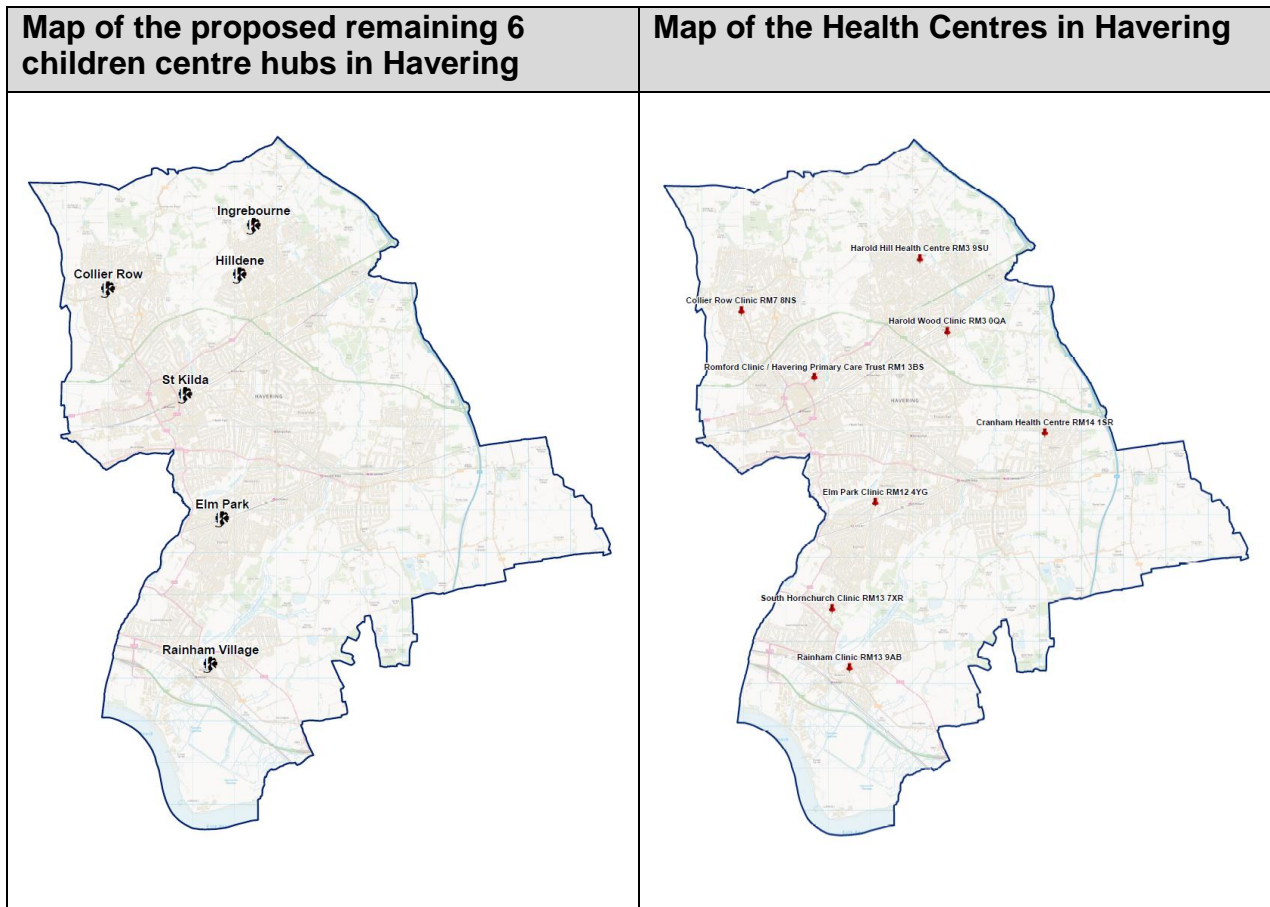 Map of the proposed remaining 6
children centre hubs in Havering
Map of the Health Centres in Havering
Ingrebourne
Hilldene
Collier Row
St Kilda
HAVERING
Elm Park
Rainham Village
Harold Hill Health Centre RM3 9SU
Collier Row Clinic RM7 8NS
Harold Wood Clinic RM3 0QA
Romford Clinic / Havering Primary Care Trust RM1 3BS
HAVERING
Cranham Health Centre RM14 1SR
Elm Park Clinic RM12 4YG
South Hornchurch Clinic RM13 7XR
Rainham Clinic RM13 9AB